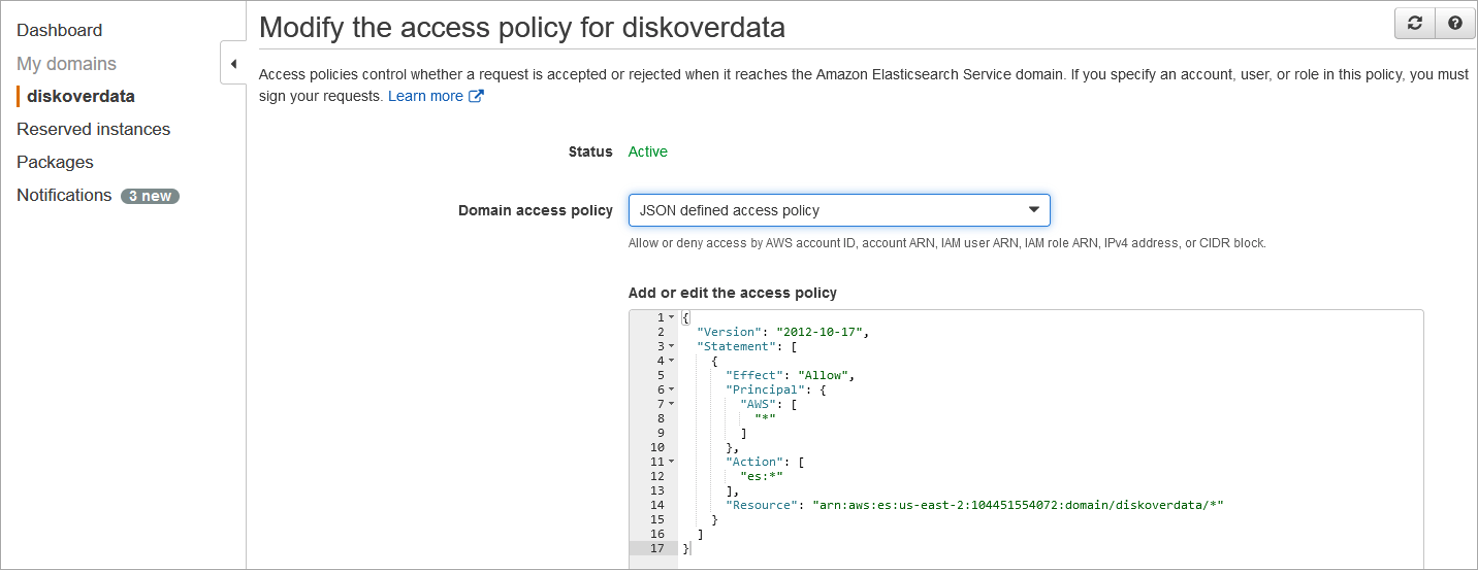 Dashboard
My domains
diskoverdata
Reserved instances
Packages
Notifications 3 new
Modify the access policy for diskoverdata
Access policies control whether a request is accepted or rejected when it reaches the Amazon Elasticsearch Service domain. If you specify an account, user, or role in this policy, you must
sign your requests. Learn more
Status Active
Domain access policy JSON defined access policy
Allow or deny access by AWS account ID, account ARN, IAM user ARN, IAM role ARN, IPv4 address, or CIDR block.
Add or edit the access policy
1 {
2 "Version": "2012-10-17",
3 "Statement": [
4 {
5 "Effect": "Allow",
6 "Principal": {
7 "AWS": [
8 "*"
9 ]
10 },
11 "Action": [
12 "es:*"
13 ],
14 "Resource": "arn:aws:es:us-east-2:104451554072:domain/diskoverdata/*"
15 }
16 ]
17 }